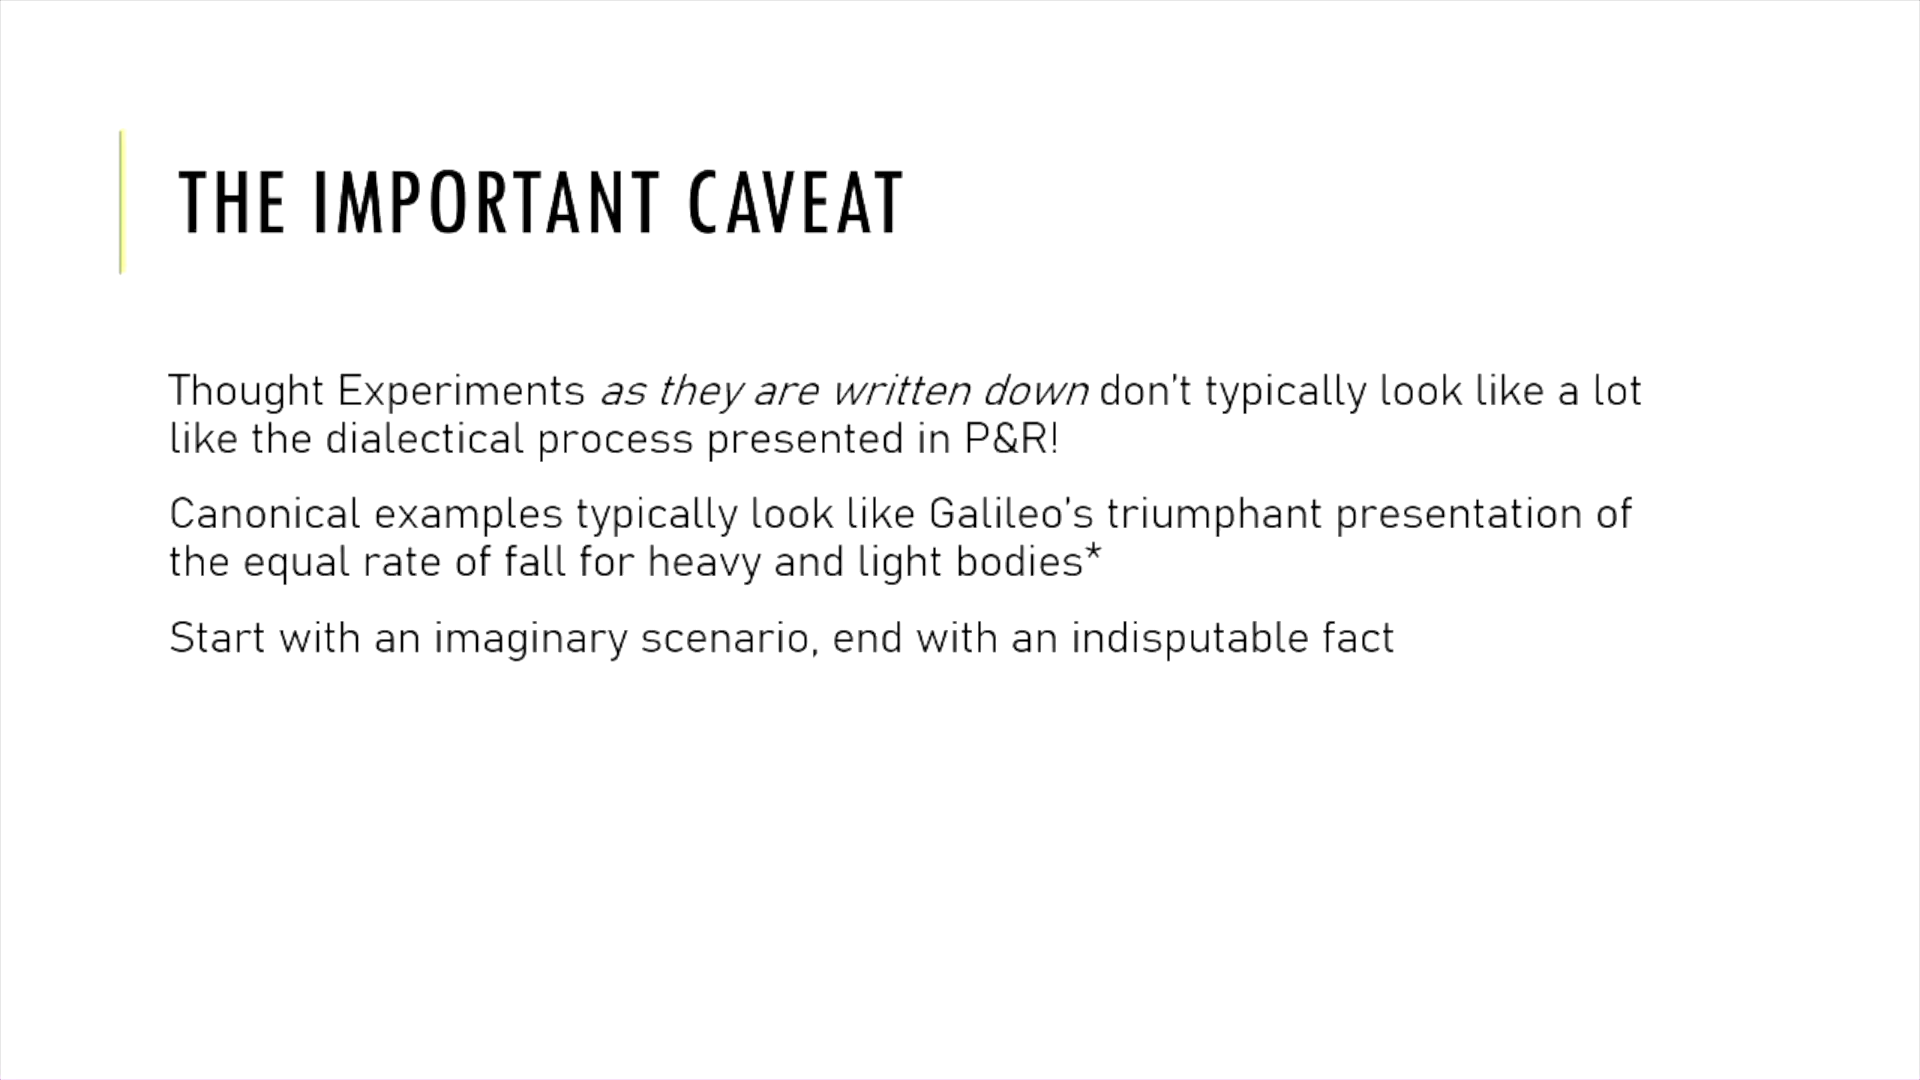 THE IMPORTANT CAVEAT
Thought Experiments as they are written down don't typically look like a lot
like the dialectical process presented in P&R!
Canonical examples typically look like Galileo's triumphant presentation of
the equal rate of fall for heavy and light bodies*
Start with an imaginary scenario, end with an indisputable fact